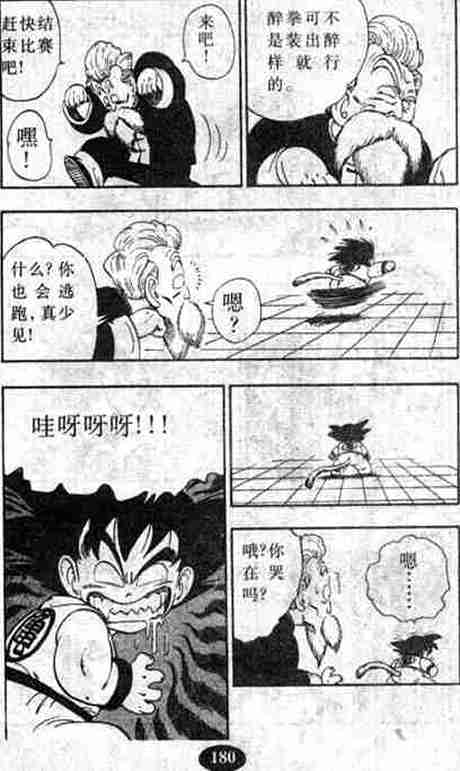 醉拳可不
是装出醉
样就行
的。
来
吧!
赶快结
束比赛
吧!
嘿!
嗯?
什么?你
也会逃
跑,真少
见!
嗯……
哦?你
在哭
吗?
哇呀呀呀!!!
180